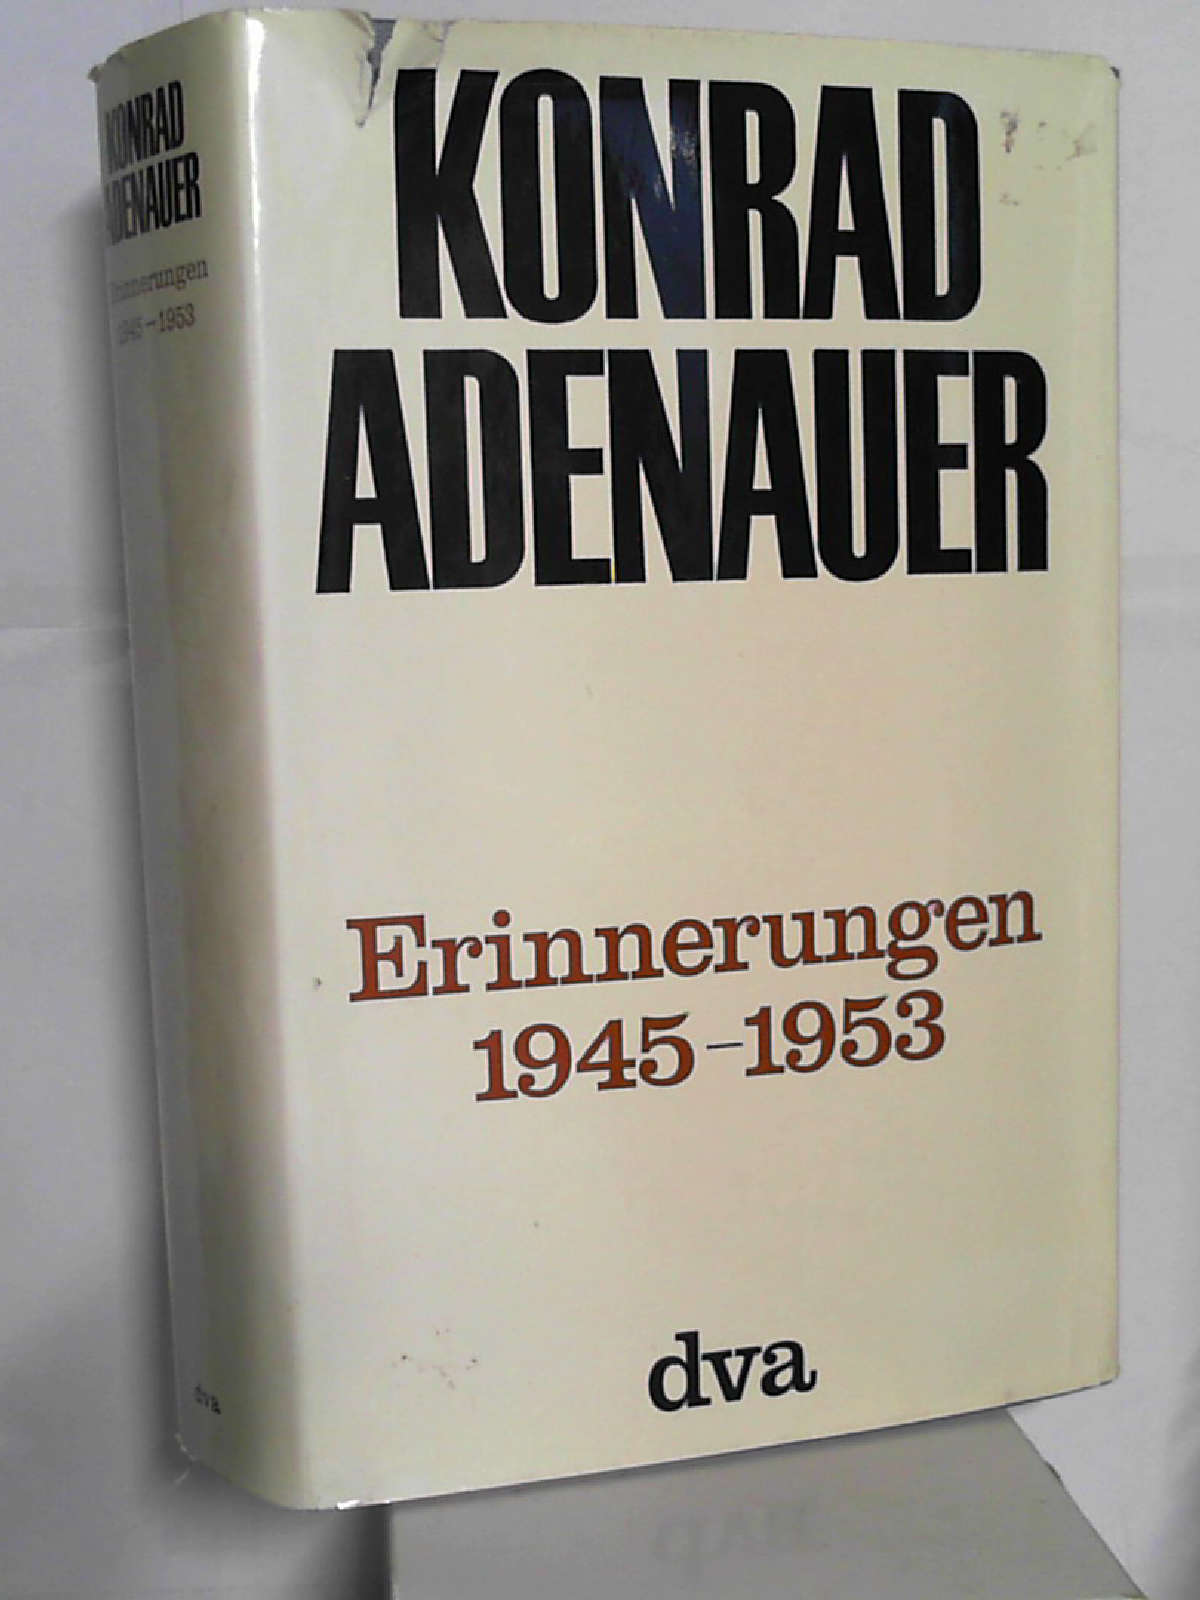 KONRAD
ADENAUER
Erinnerungen
1945–1953
dva
KONRAD
ADENAUER
Erinnerungen
1945–1953
dva